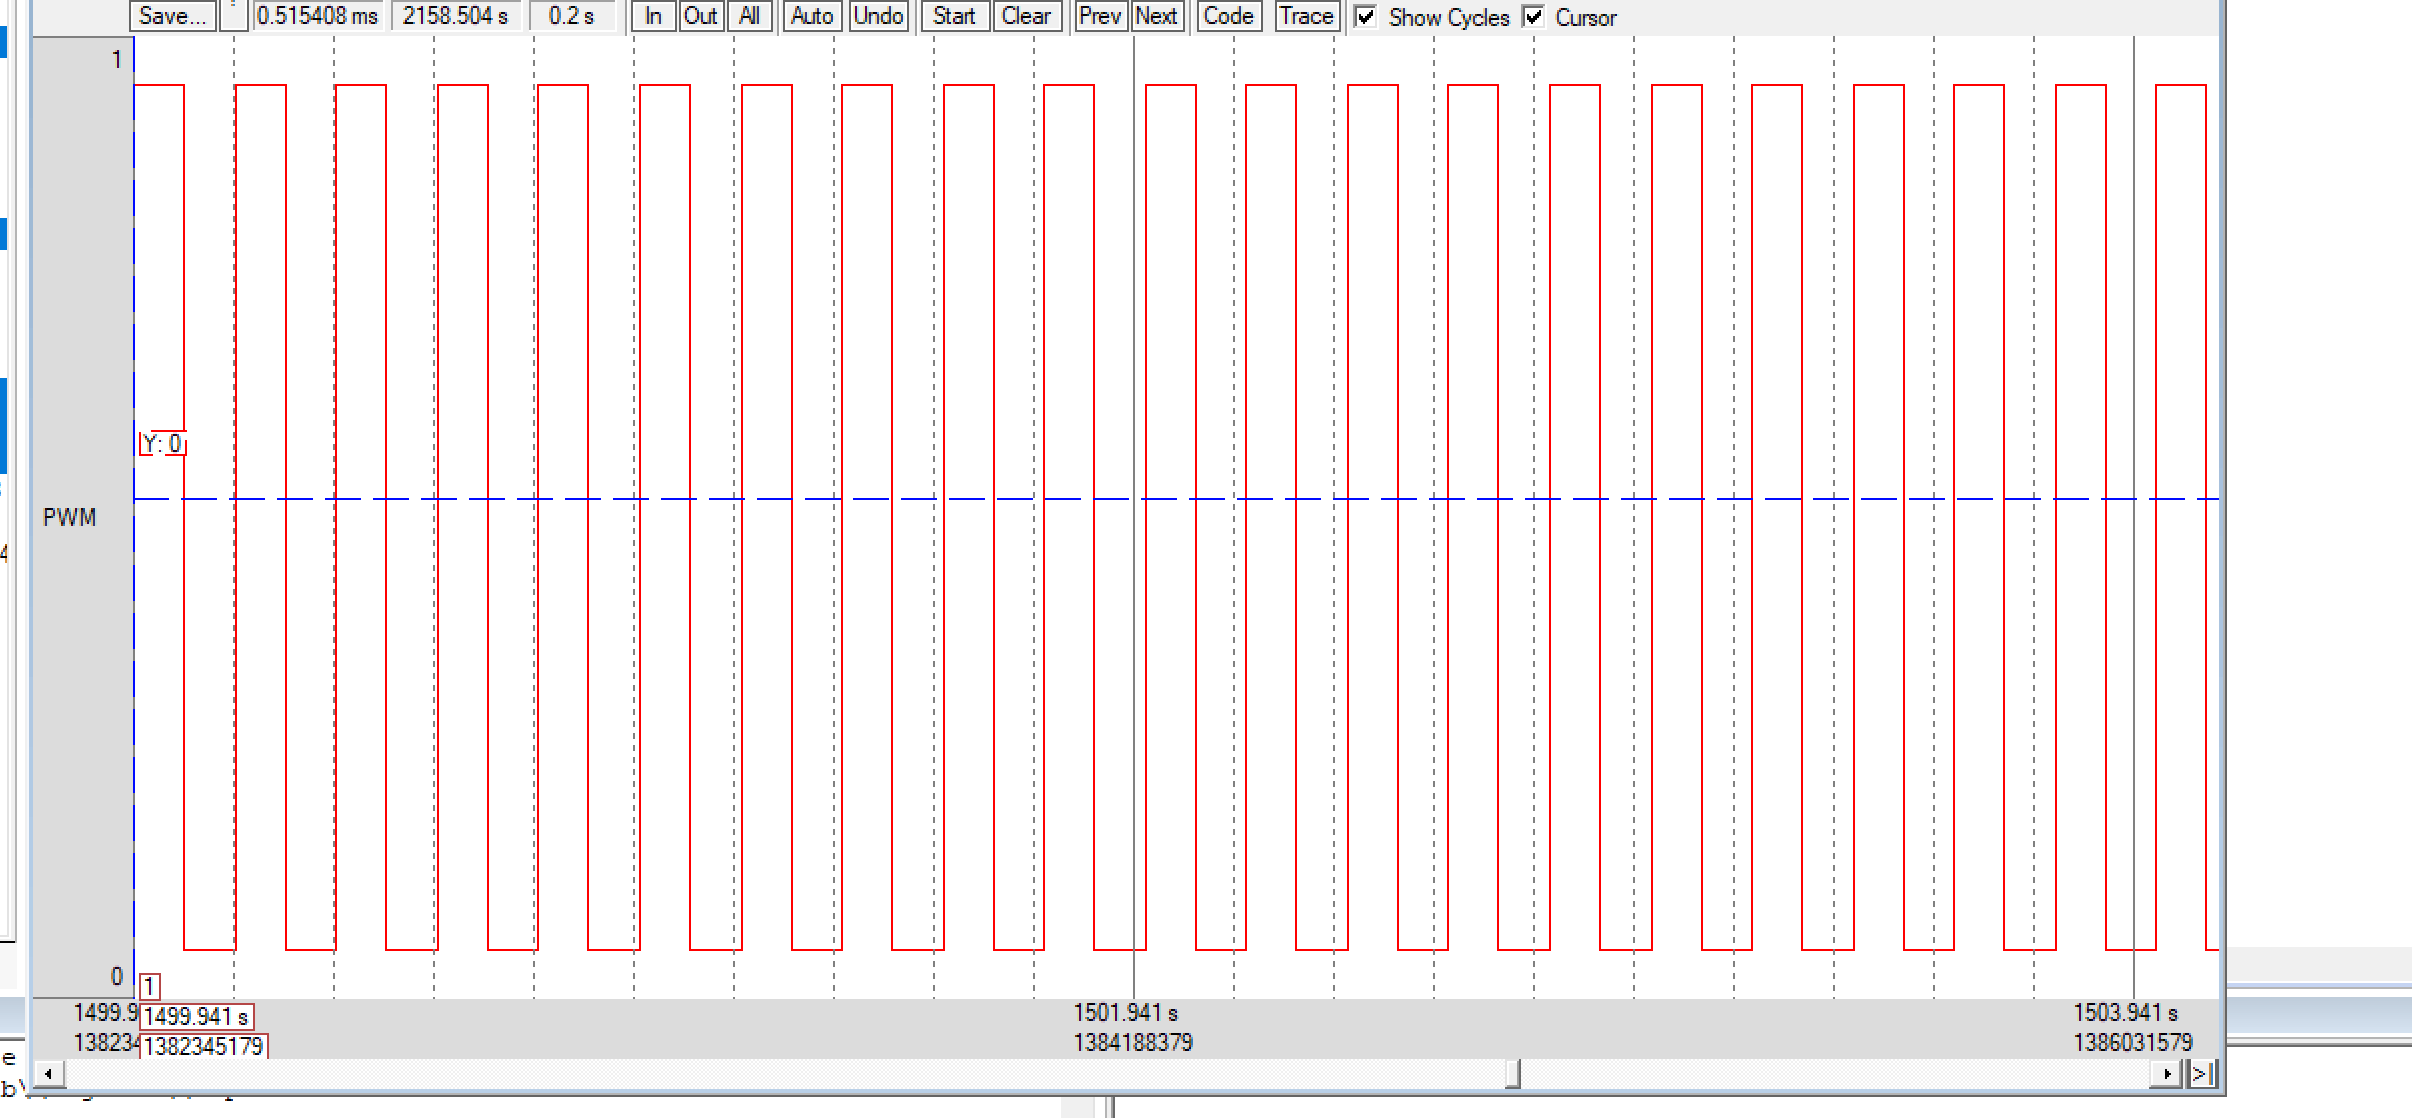 Save... 0.515408 ms 2158.504 s 0.2 s In Out All Auto Undo Start Clear Prev Next Code Trace Show Cycles Cursor
1
Y: 0
PWM
4
0
1
1499.9 1499.941 s 1501.941 s 1503.941 s
138234 1382345179 1384188379 1386031579
e
>|
b\